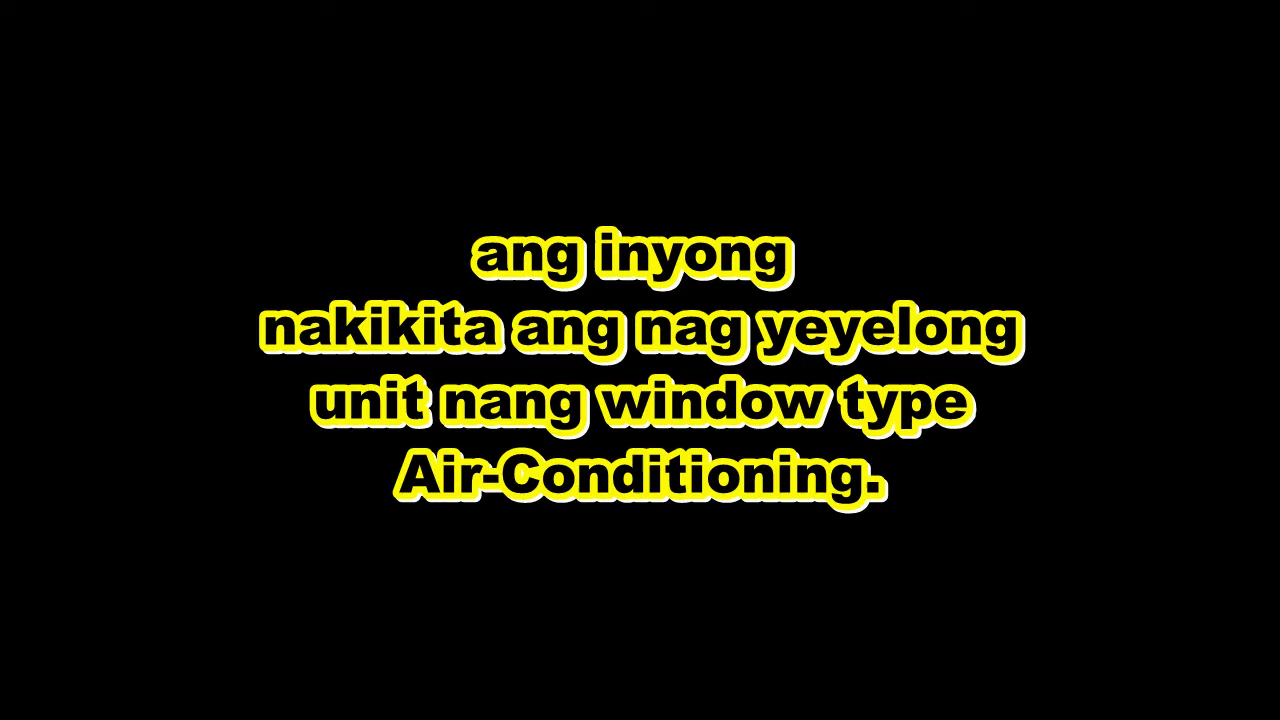 ang inyong
nakikita ang nag yeyelong
unit nang window type
Air-Conditioning.